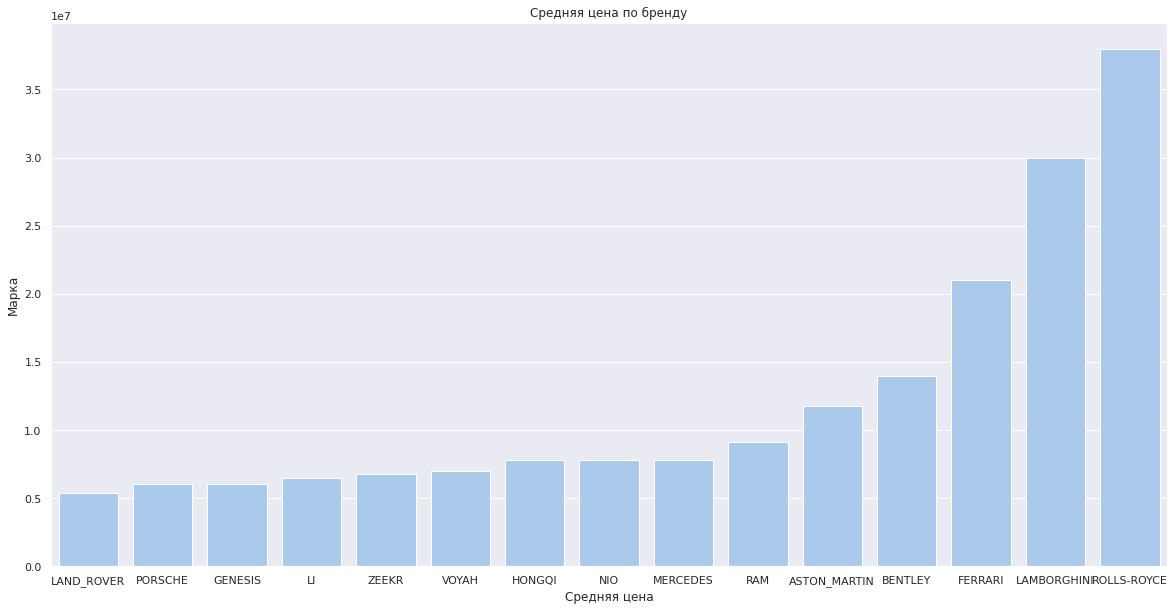 Средняя цена по бренду
1e7
3.5
3.0
2.5
2.0
1.5
1.0
0.5
0.0
Марка
LAND_ROVER PORSCHE GENESIS LI ZEEKR VOYAH HONGQI NIO MERCEDES RAM ASTON_MARTIN BENTLEY FERRARI LAMBORGHINI ROLLS-ROYCE
Средняя цена